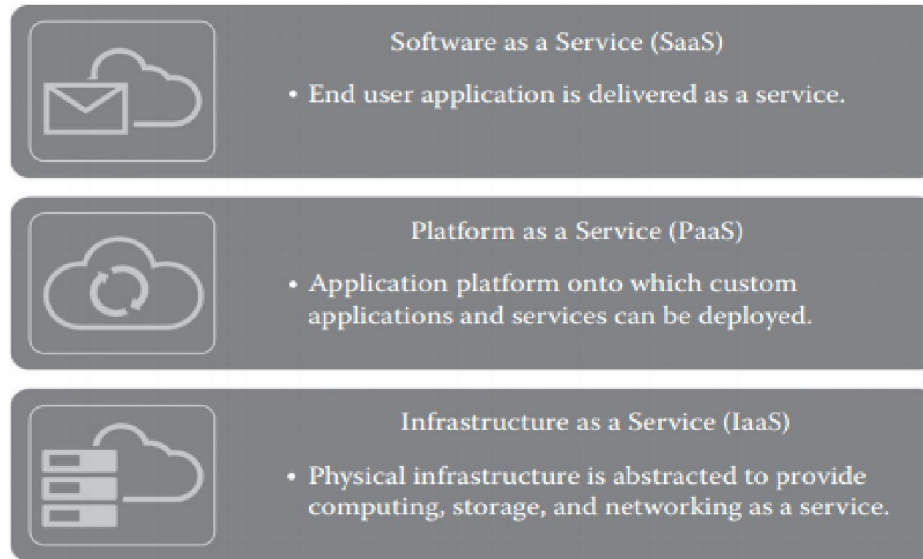 Software as a Service (SaaS)
• End user application is delivered as a service.
Platform as a Service (PaaS)
• Application platform onto which custom
applications and services can be deployed.
Infrastructure as a Service (IaaS)
• Physical infrastructure is abstracted to provide
computing, storage, and networking as a service.